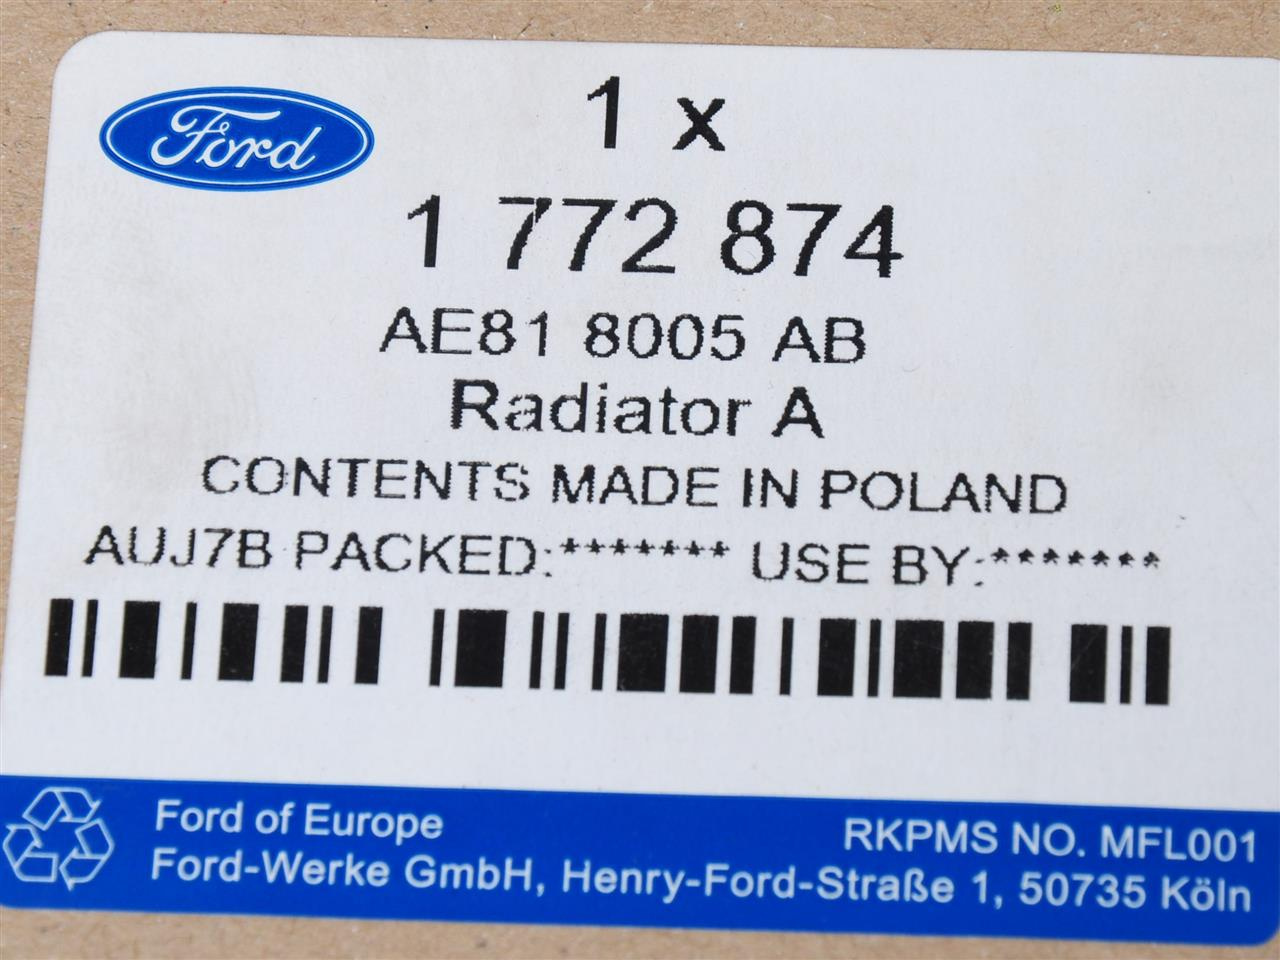 Ford
1 x
1 772 874
AE81 8005 AB
Radiator A
CONTENTS MADE IN POLAND
AUJ7B PACKED:******* USE BY:*******
Ford of Europe
RKPMS NO. MFL001
Ford-Werke GmbH, Henry-Ford-Straße 1, 50735 Köln